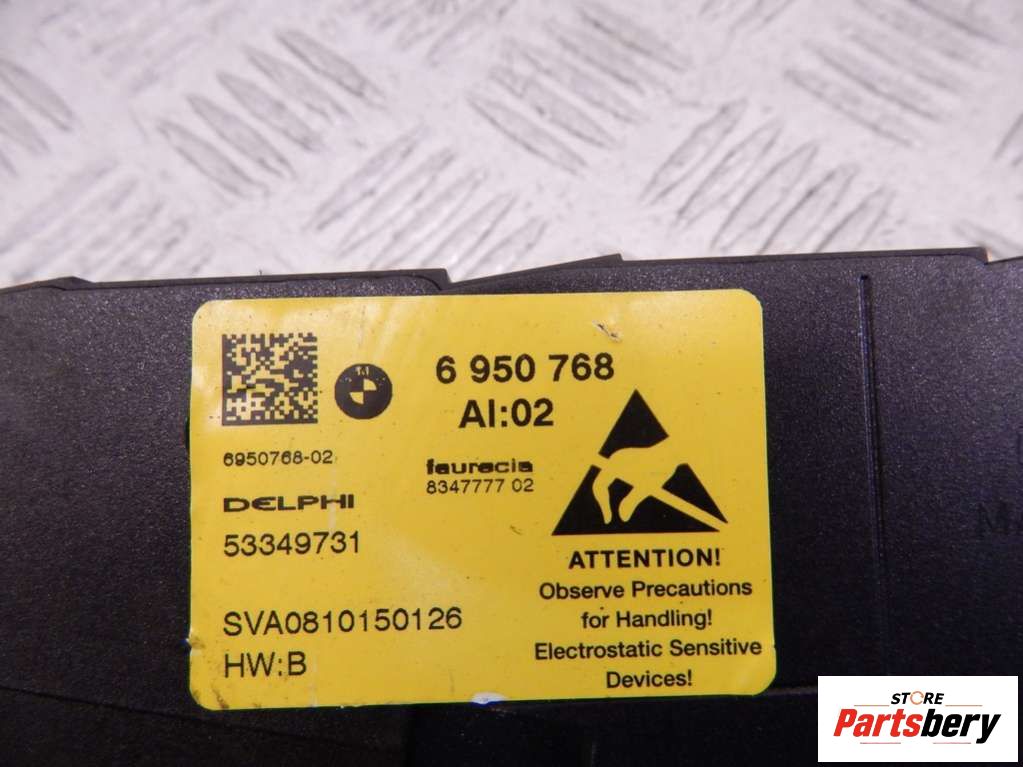 6 950 768
AI:02
6950768-02
faurecia
8347777 02
DELPHI
53349731
ATTENTION!
Observe Precautions
for Handling!
Electrostatic Sensitive
Devices!
SVA0810150126
HW:B
STORE
Partsbery